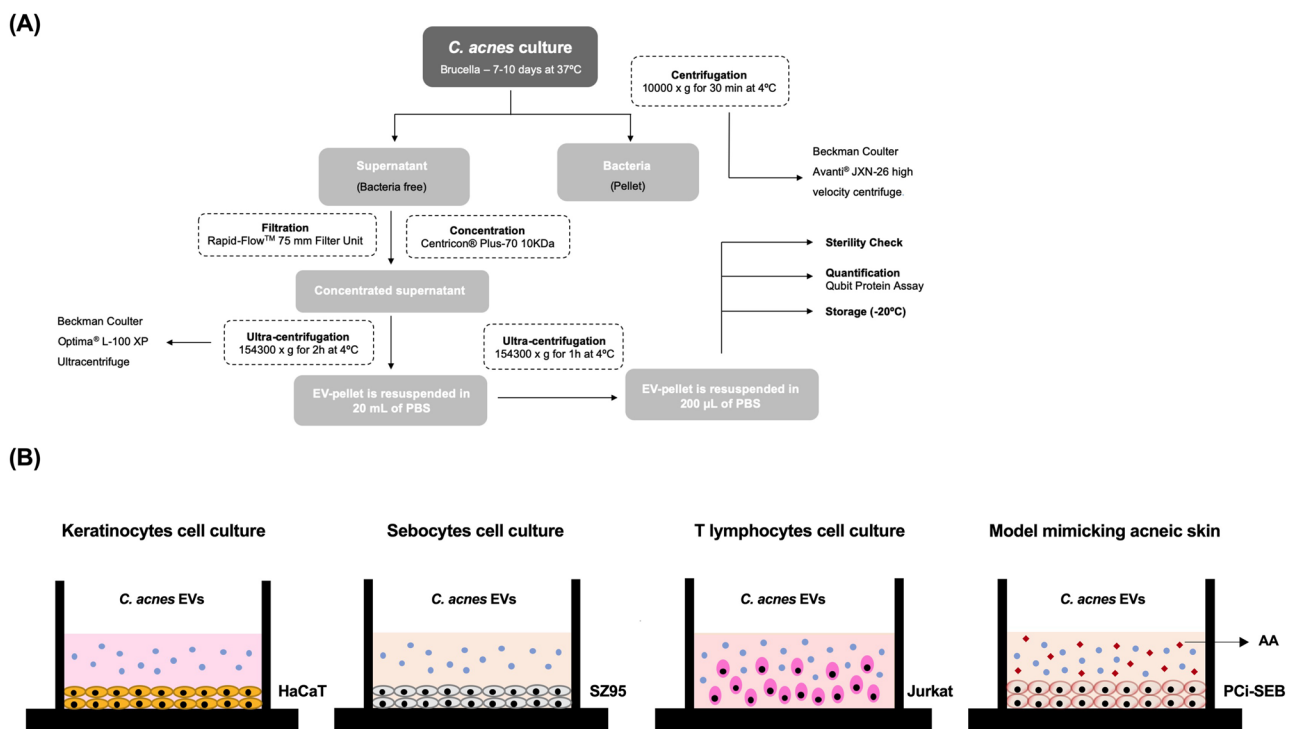 (A)
C. acnes culture
Brucella – 7-10 days at 37ºC
Centrifugation
10000 x g for 30 min at 4ºC
Supernatant
(Bacteria free)
Bacteria
(Pellet)
Beckman Coulter
Avanti® JXN-26 high
velocity centrifuge.
Filtration
Rapid-Flow™ 75 mm Filter Unit
Concentration
Centricon® Plus-70 10KDa
Sterility Check
Quantification
Qubit Protein Assay
Storage (-20ºC)
Concentrated supernatant
Beckman Coulter
Optima® L-100 XP
Ultracentrifuge
Ultra-centrifugation
154300 x g for 2h at 4ºC
Ultra-centrifugation
154300 x g for 1h at 4ºC
EV-pellet is resuspended in
20 mL of PBS
EV-pellet is resuspended in
200 µL of PBS
(B)
Keratinocytes cell culture
C. acnes EVs
HaCaT
Sebocytes cell culture
C. acnes EVs
SZ95
T lymphocytes cell culture
C. acnes EVs
Jurkat
Model mimicking acneic skin
C. acnes EVs
AA
PCi-SEB